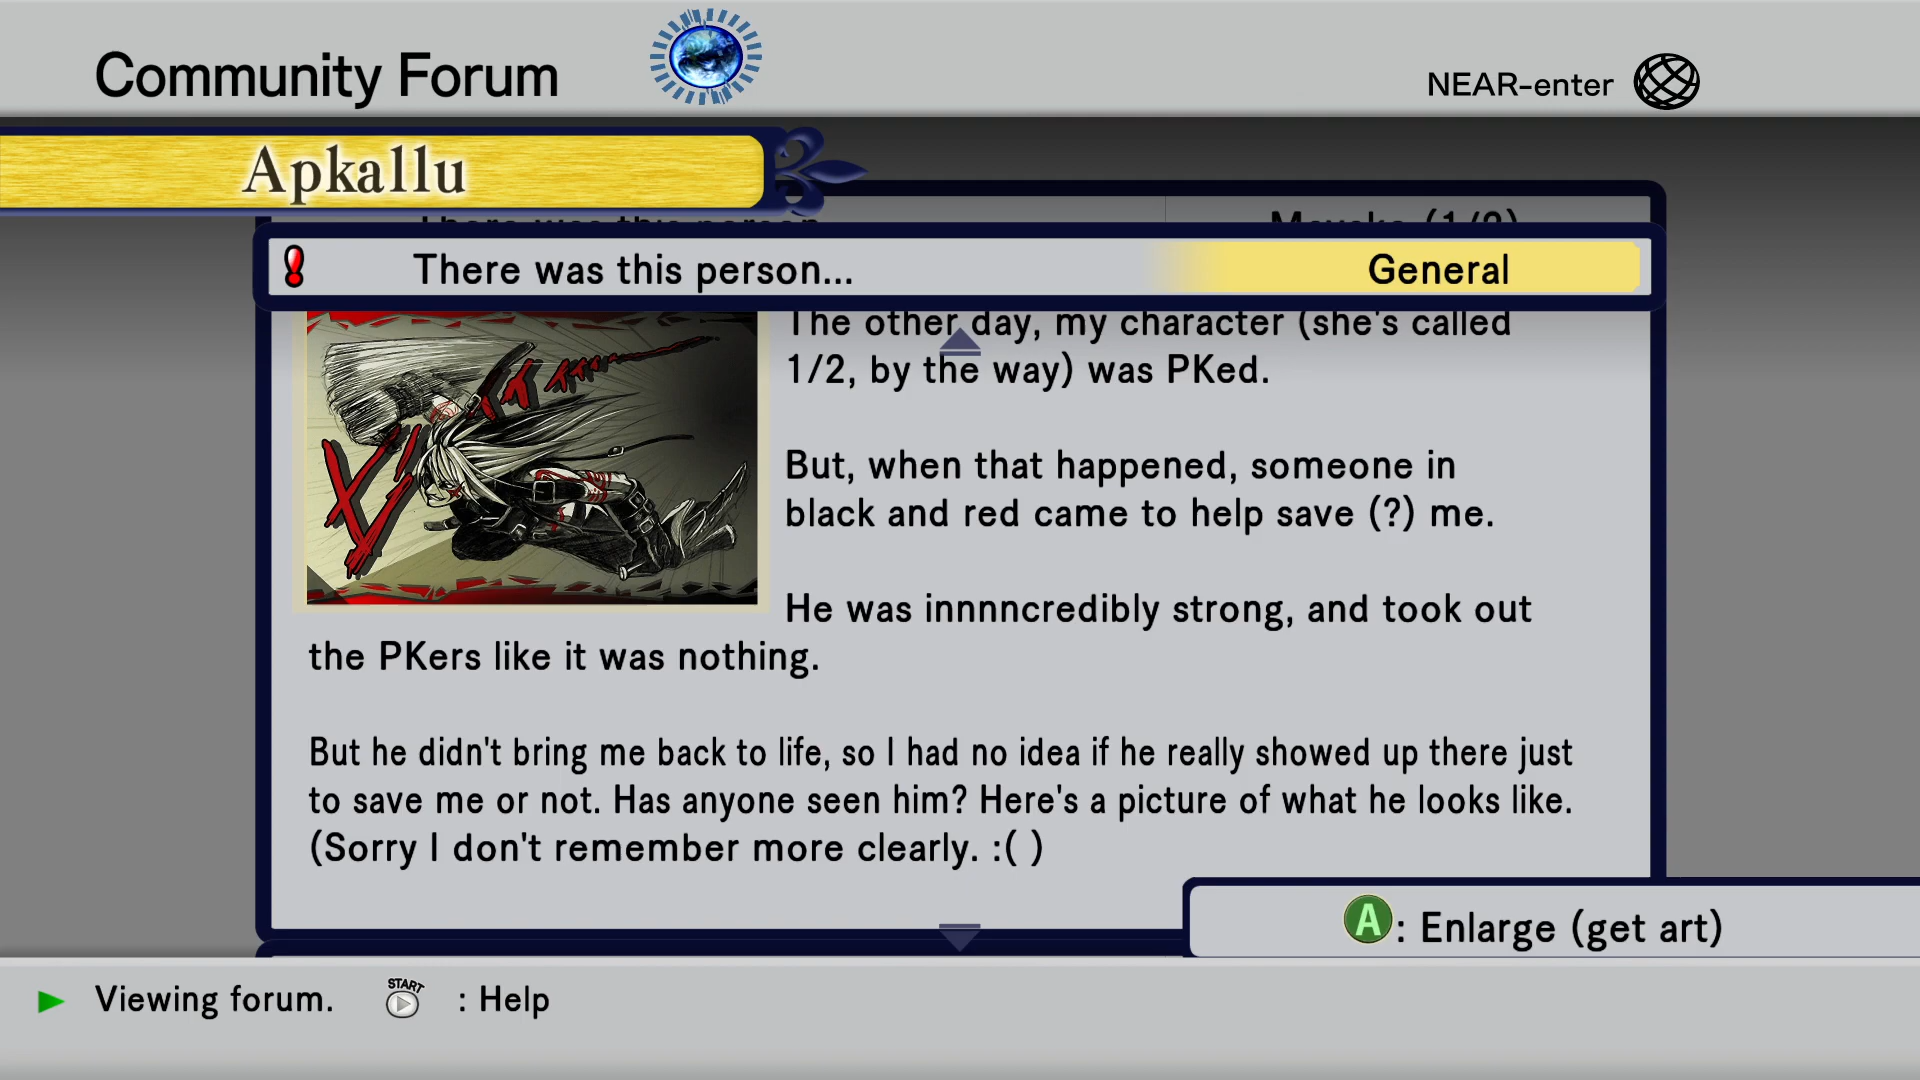 Community Forum
NEAR-enter
Apkallu
There was this person...
General
The other day, my character (she's called
1/2, by the way) was PKed.
But, when that happened, someone in
black and red came to help save (?) me.
He was innnncredibly strong, and took out
the PKers like it was nothing.
But he didn't bring me back to life, so I had no idea if he really showed up there just
to save me or not. Has anyone seen him? Here's a picture of what he looks like.
(Sorry I don't remember more clearly. :( )
A: Enlarge (get art)
Viewing forum.
START : Help